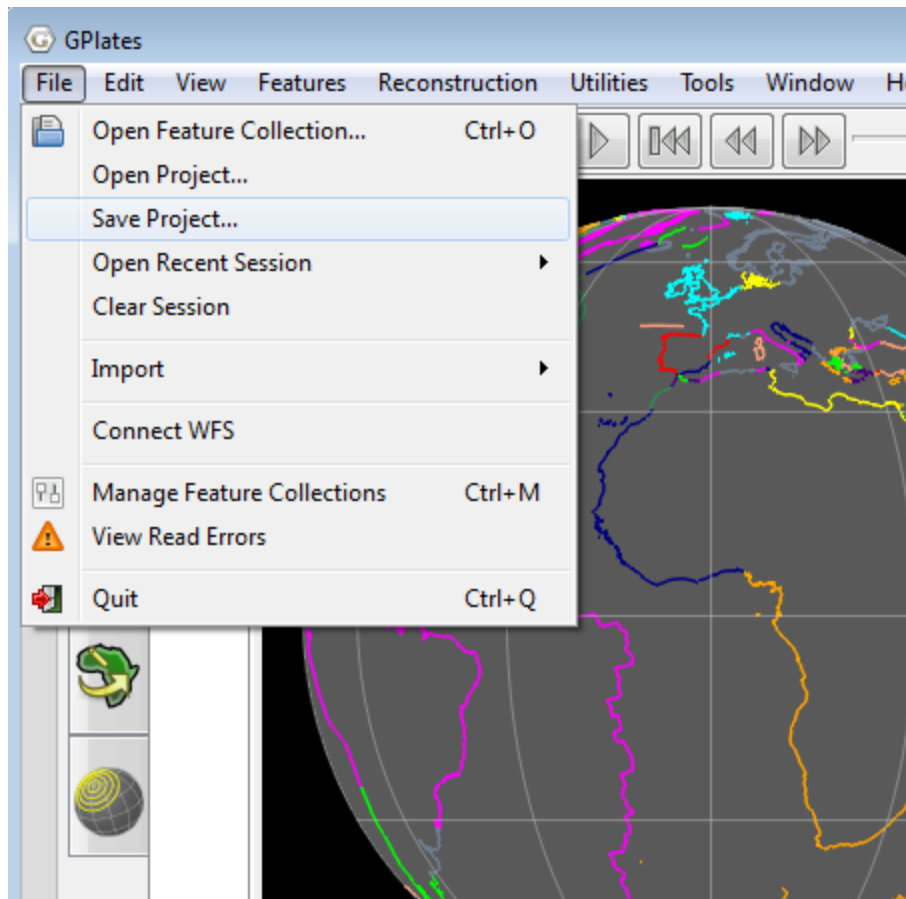 GPlates
File Edit View Features Reconstruction Utilities Tools Window
Open Feature Collection... Ctrl+O
Open Project...
Save Project...
Open Recent Session
Clear Session
Import
Connect WFS
Manage Feature Collections Ctrl+M
View Read Errors
Quit Ctrl+Q